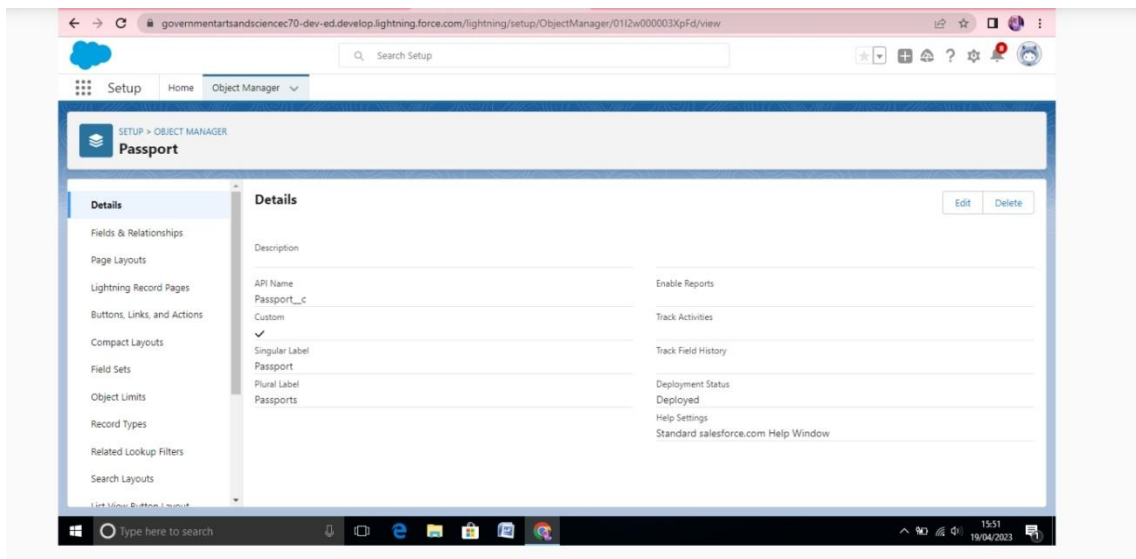 governmentartsandsciencec70-dev-ed.develop.lightning.force.com/lightning/setup/ObjectManager/01I2w000003XpFd/view
Search Setup
Setup Home Object Manager
SETUP > OBJECT MANAGER
Passport
Details
Fields & Relationships
Page Layouts
Lightning Record Pages
Buttons, Links, and Actions
Compact Layouts
Field Sets
Object Limits
Record Types
Related Lookup Filters
Search Layouts
List View Button Layout
Details
Edit Delete
Description
API Name
Passport__c
Custom
Singular Label
Passport
Plural Label
Passports
Enable Reports
Track Activities
Track Field History
Deployment Status
Deployed
Help Settings
Standard salesforce.com Help Window
Type here to search
15:51
19/04/2023